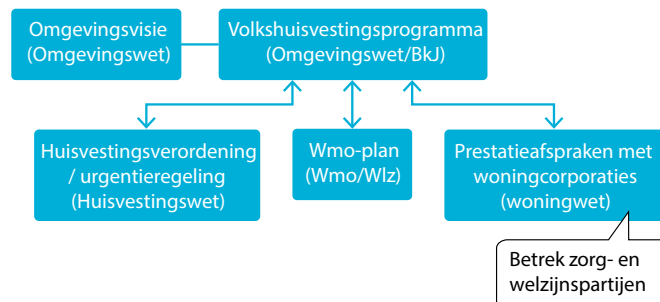 Omgevingsvisie
(Omgevingswet)
Volkshuisvestingsprogramma
(Omgevingswet/BkJ)
Huisvestingsverordening
/ urgentieregeling
(Huisvestingswet)
Wmo-plan
(Wmo/Wlz)
Prestatieafspraken met
woningcorporaties
(woningwet)
Betrek zorg- en
welzijnspartijen